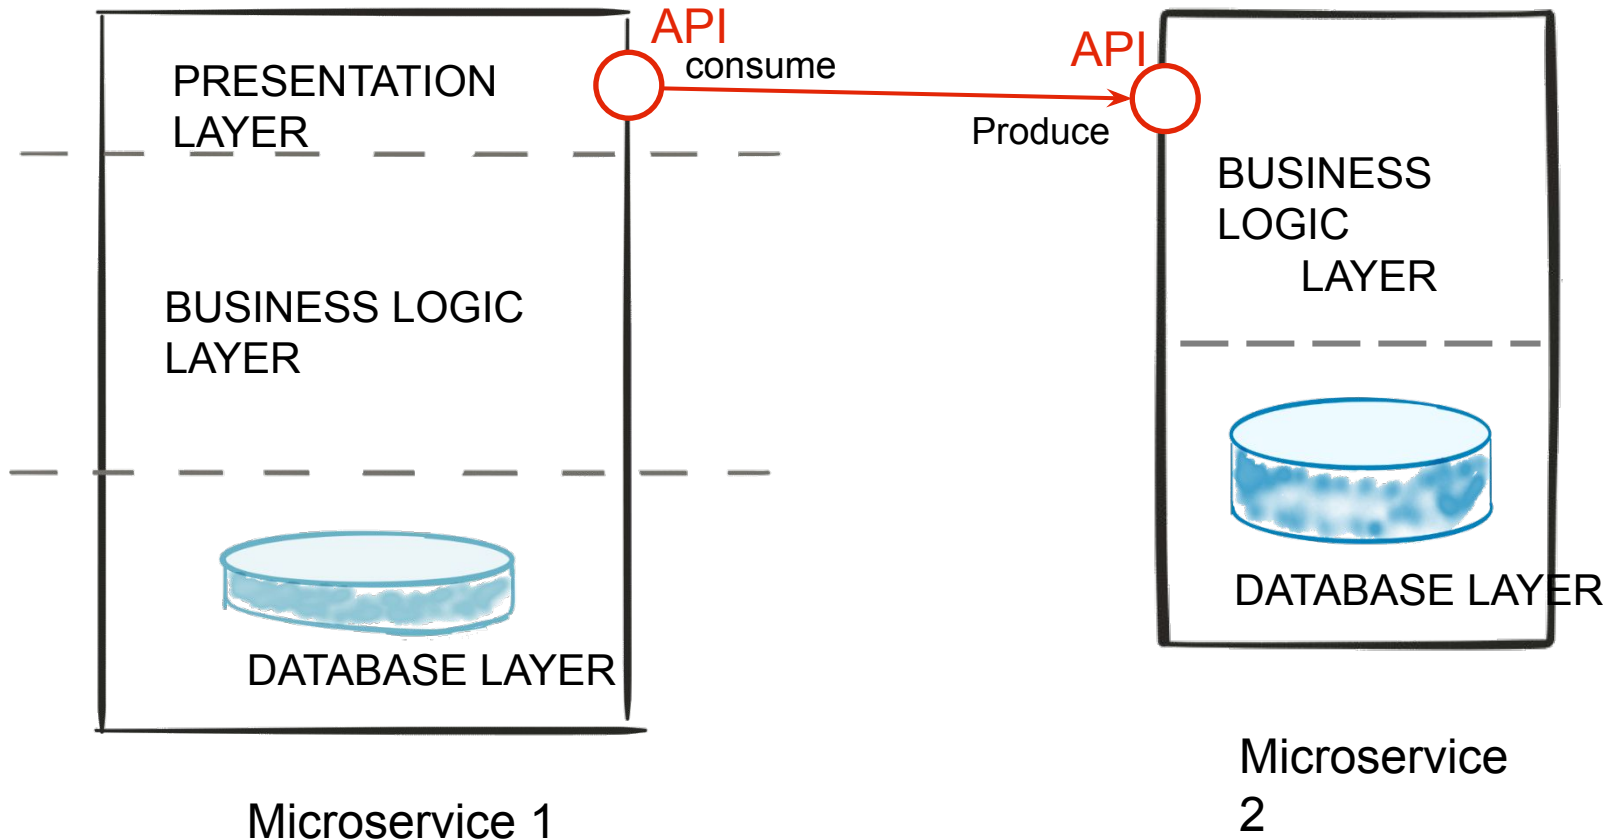 API
consume
PRESENTATION
LAYER
BUSINESS LOGIC
LAYER
DATABASE LAYER
Microservice 1
API
Produce
BUSINESS
LOGIC
LAYER
DATABASE LAYER
Microservice
2